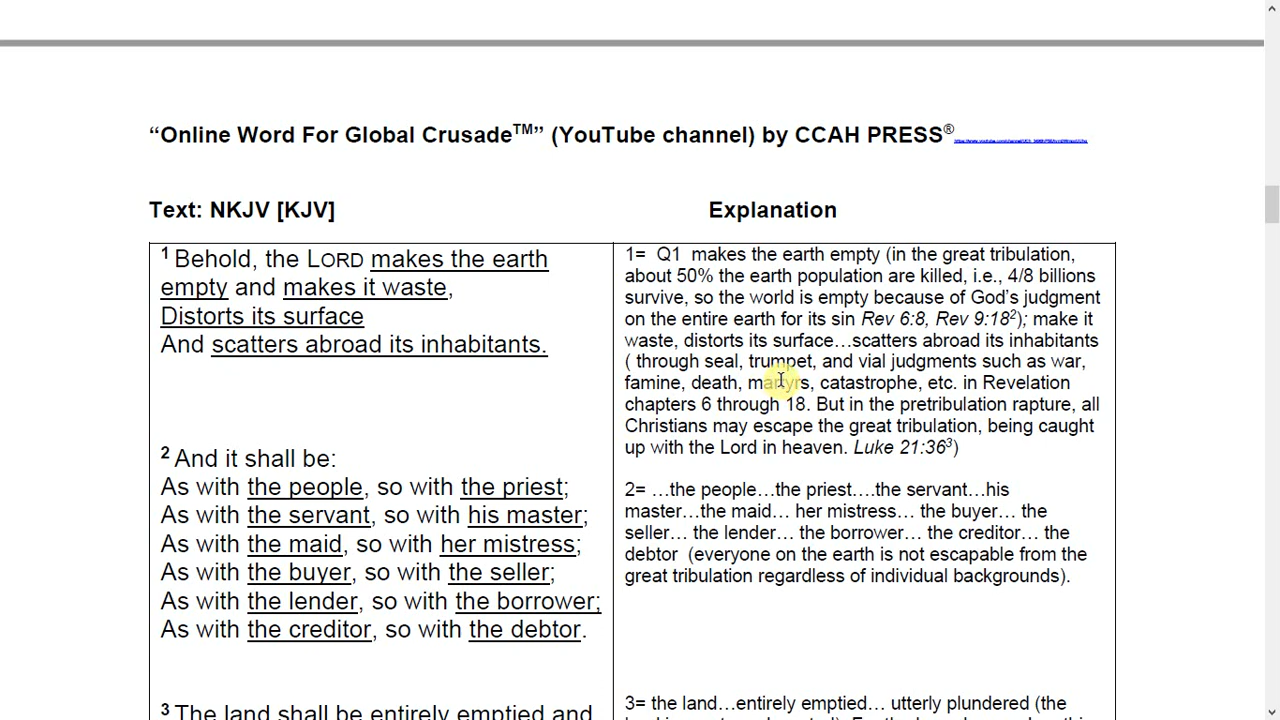 “Online Word For Global Crusade™” (YouTube channel) by CCAH PRESS®
Text: NKJV [KJV]
Explanation
1 Behold, the LORD makes the earth
empty and makes it waste,
Distorts its surface
And scatters abroad its inhabitants.
2 And it shall be:
As with the people, so with the priest;
As with the servant, so with his master;
As with the maid, so with her mistress;
As with the buyer, so with the seller;
As with the lender, so with the borrower;
As with the creditor, so with the debtor.
3 The land shall be entirely emptied and
1= Q1 makes the earth empty (in the great tribulation,
about 50% the earth population are killed, i.e., 4/8 billions
survive, so the world is empty because of God’s judgment
on the entire earth for its sin Rev 6:8, Rev 9:18²); make it
waste, distorts its surface…scatters abroad its inhabitants
( through seal, trumpet, and vial judgments such as war,
famine, death, martyrs, catastrophe, etc. in Revelation
chapters 6 through 18. But in the pretribulation rapture, all
Christians may escape the great tribulation, being caught
up with the Lord in heaven. Luke 21:36³)
2= …the people…the priest….the servant…his
master…the maid… her mistress… the buyer… the
seller… the lender… the borrower… the creditor… the
debtor (everyone on the earth is not escapable from the
great tribulation regardless of individual backgrounds).
3= the land…entirely emptied… utterly plundered (the